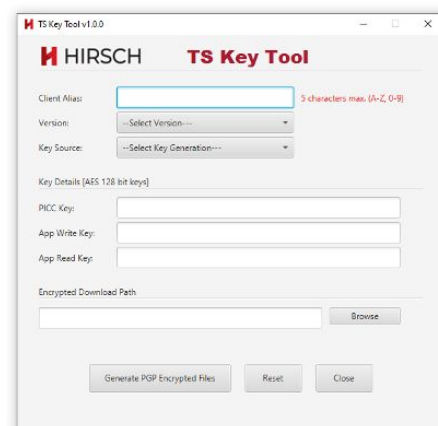 TS Key Tool v1.0.0
HIRSCH TS Key Tool
Client Alias: 5 characters max. (A-Z, 0-9)
Version: --Select Version---
Key Source: --Select Key Generation---
Key Details [AES 128 bit keys]
PICC Key:
App Write Key:
App Read Key:
Encrypted Download Path
Browse
Generate PGP Encrypted Files Reset Close